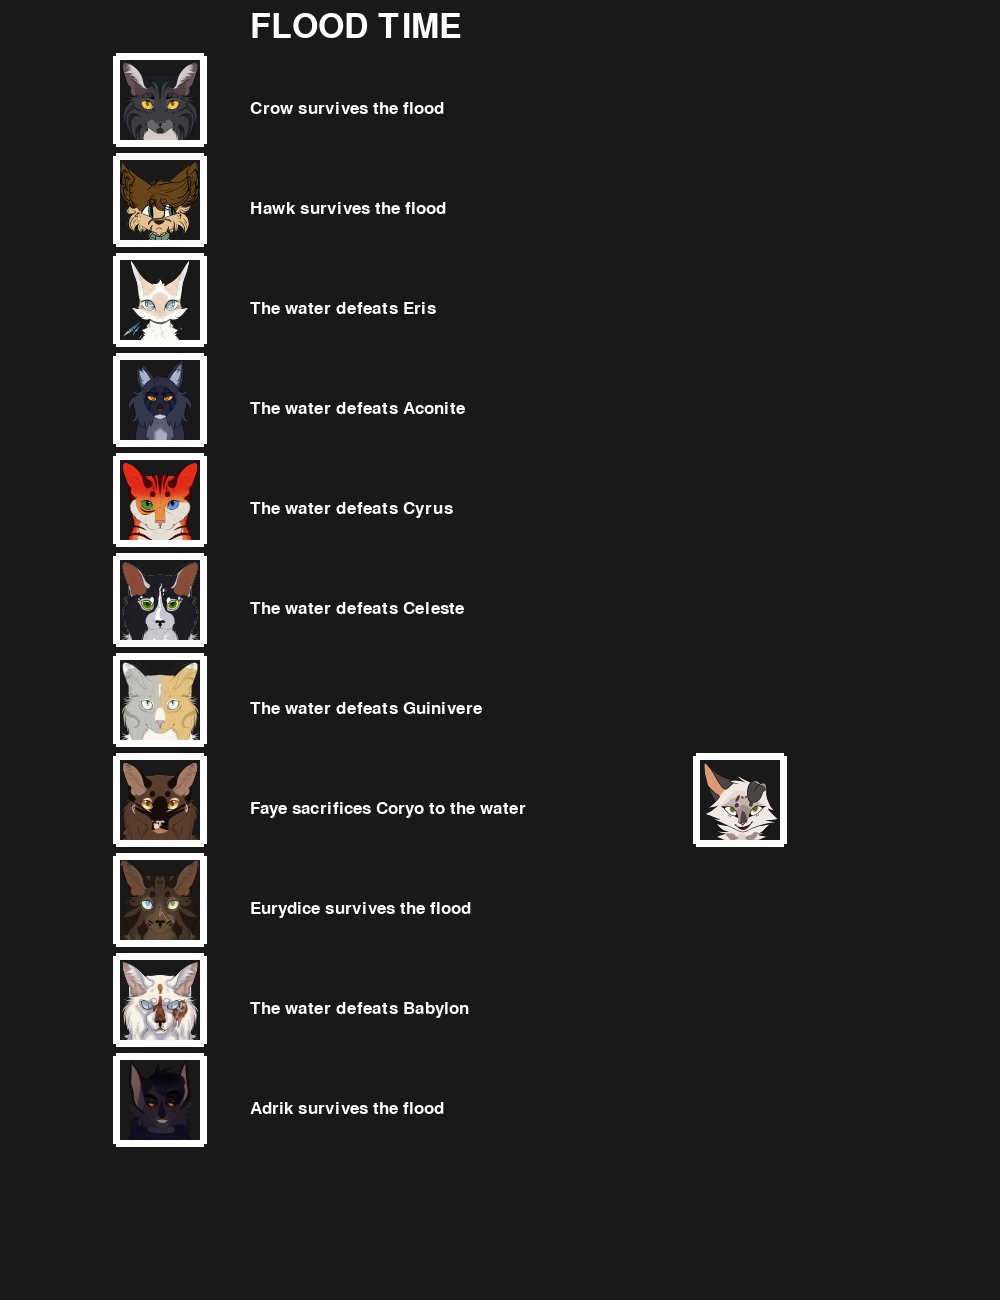 FLOOD TIME
Crow survives the flood
Hawk survives the flood
The water defeats Eris
The water defeats Aconite
The water defeats Cyrus
The water defeats Celeste
The water defeats Guinivere
Faye sacrifices Coryo to the water
Eurydice survives the flood
The water defeats Babylon
Adrik survives the flood